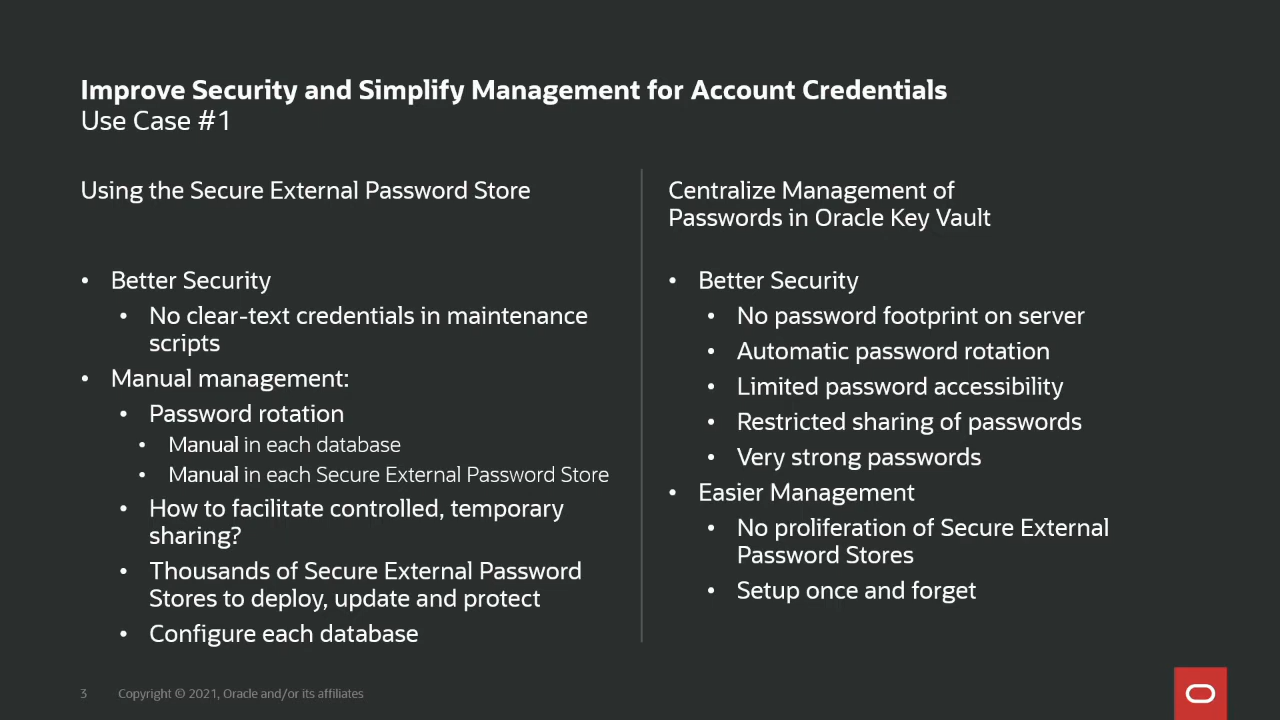 Improve Security and Simplify Management for Account Credentials
Use Case #1
Using the Secure External Password Store
• Better Security
• No clear-text credentials in maintenance
scripts
• Manual management:
• Password rotation
• Manual in each database
• Manual in each Secure External Password Store
• How to facilitate controlled, temporary
sharing?
• Thousands of Secure External Password
Stores to deploy, update and protect
• Configure each database
Centralize Management of
Passwords in Oracle Key Vault
• Better Security
• No password footprint on server
• Automatic password rotation
• Limited password accessibility
• Restricted sharing of passwords
• Very strong passwords
• Easier Management
• No proliferation of Secure External
Password Stores
• Setup once and forget
3 Copyright © 2021, Oracle and/or its affiliates